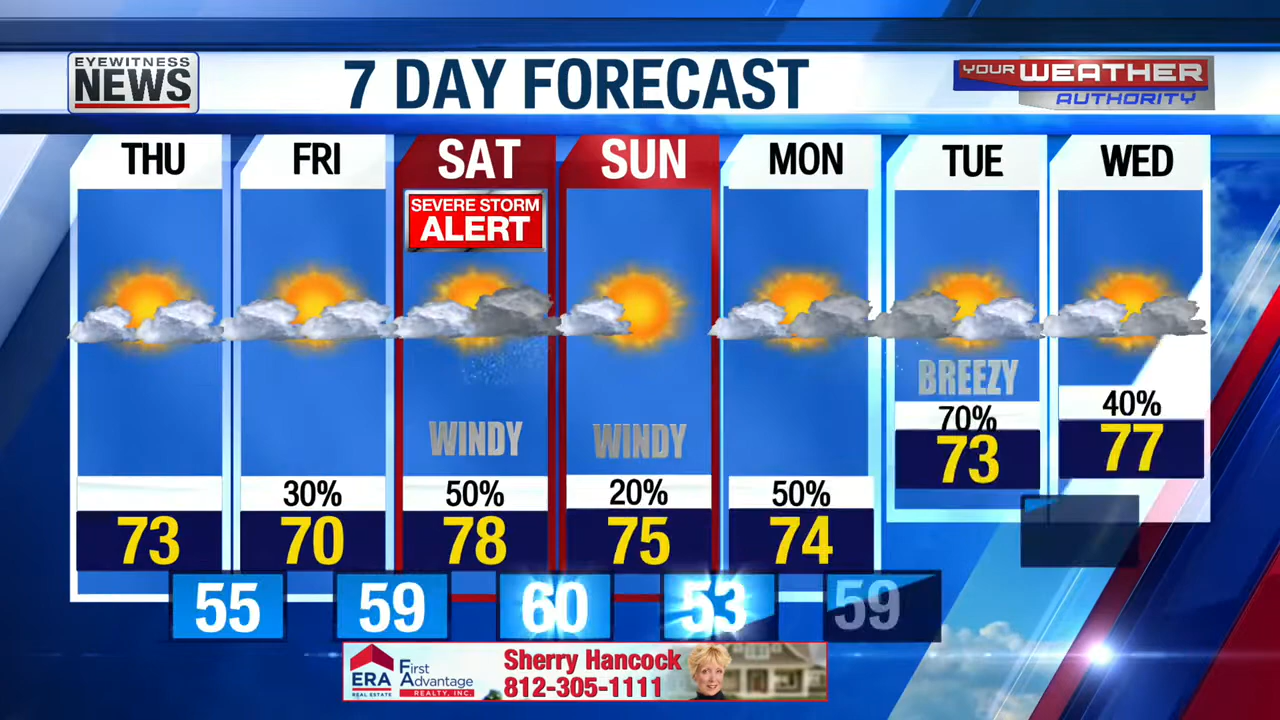 EYEWITNESS
NEWS
7 DAY FORECAST
YOUR WEATHER
AUTHORITY
THU
FRI
SAT
SUN
MON
TUE
WED
SEVERE STORM
ALERT
BREEZY
WINDY
WINDY
30%
50%
20%
50%
70%
40%
73
70
78
75
74
73
77
55
59
60
53
59
ERA
REAL ESTATE
First
Advantage
REALTY, INC.
Sherry Hancock
812-305-1111